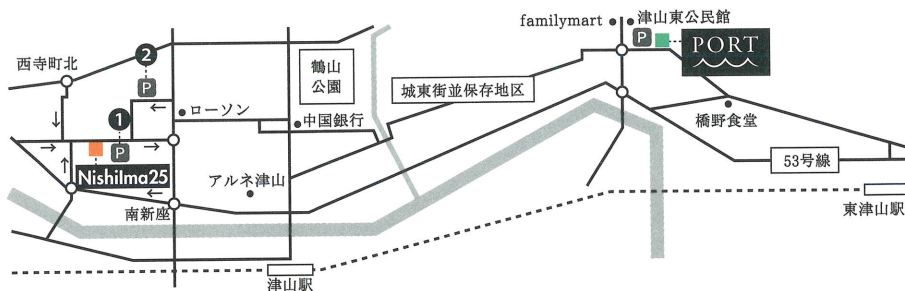 familymart
津山東公民館
P
PORT
2
P
西寺町北
鶴山
公園
城東街並保存地区
ローソン
中国銀行
1
P
橋野食堂
Nishilma25
アルネ津山
53号線
南新座
東津山駅
津山駅